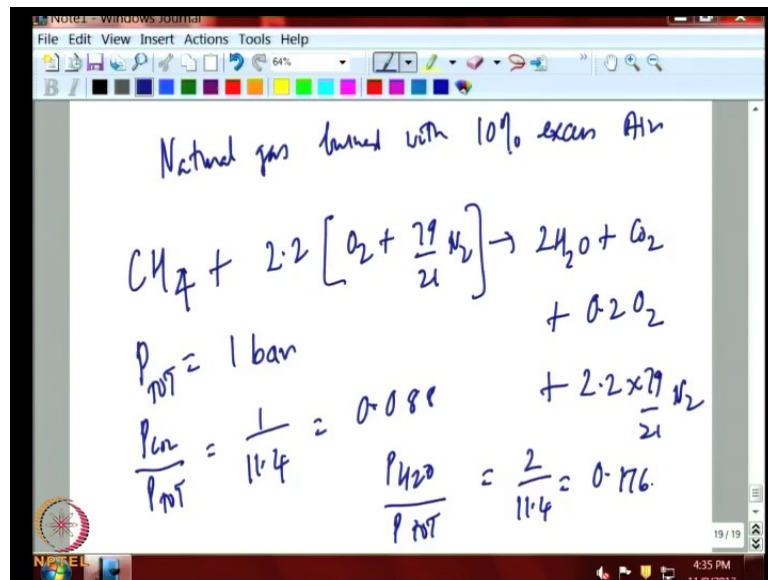 Note1 - Windows Journal
File Edit View Insert Actions Tools Help
64%
B I
Natural gas burned with 10% excess Air
CH4 + 2.2 [O2 + 79/21 N2] → 2H2O + CO2
+ 0.2 O2
+ 2.2 × 79/21 N2
PTOT = 1 bar
PCO2/PTOT = 1/11.4 = 0.088
PH2O/PTOT = 2/11.4 = 0.176.
19 / 19
NPTEL
4:35 PM